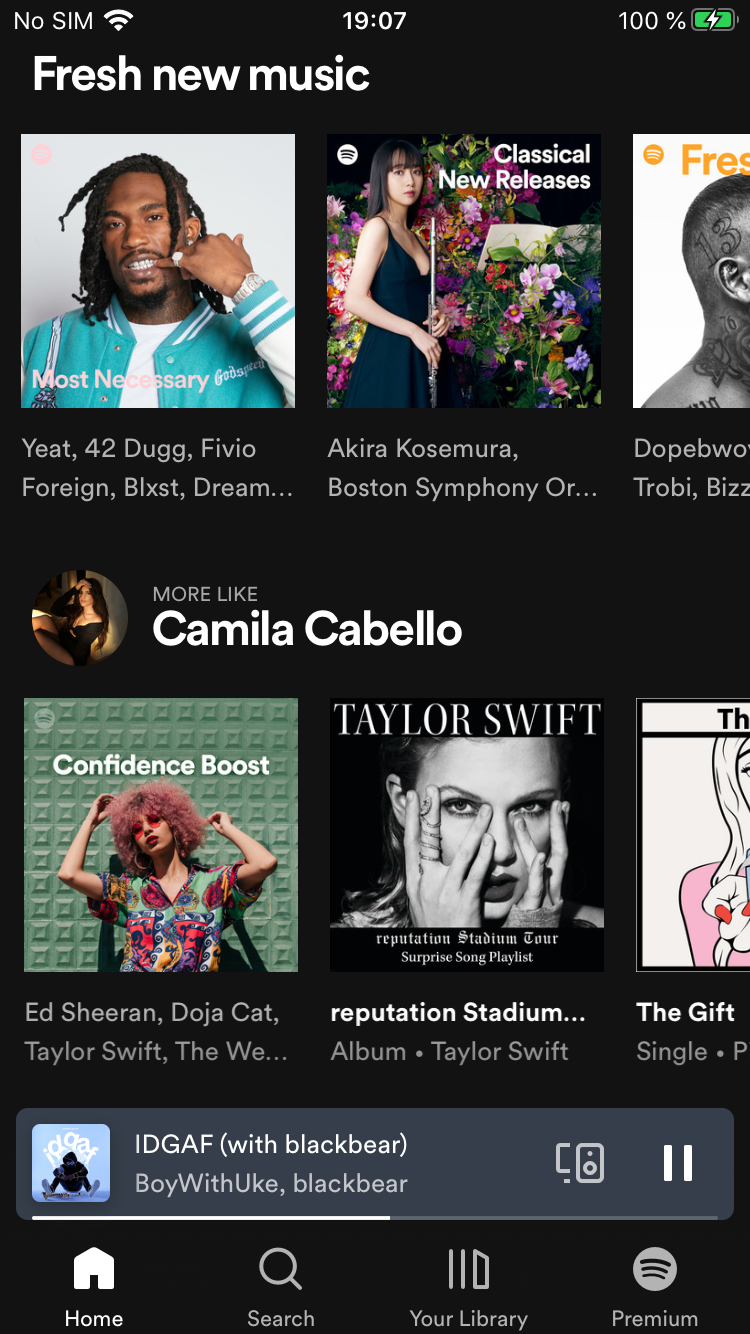 No SIM 19:07 100 %
Fresh new music
Most Necessary Godspeed
Classical
New Releases
Yeat, 42 Dugg, Fivio
Foreign, Blxst, Dream…
Akira Kosemura,
Boston Symphony Or…
Trobi, Bizz
MORE LIKE
Camila Cabello
Confidence Boost
TAYLOR SWIFT
reputation Stadium Tour
Surprise Song Playlist
Th
Ed Sheeran, Doja Cat,
Taylor Swift, The We…
reputation Stadium…
Album • Taylor Swift
The Gift
Single • P
idgaf
IDGAF (with blackbear)
BoyWithUke, blackbear
Home
Search
Your Library
Premium